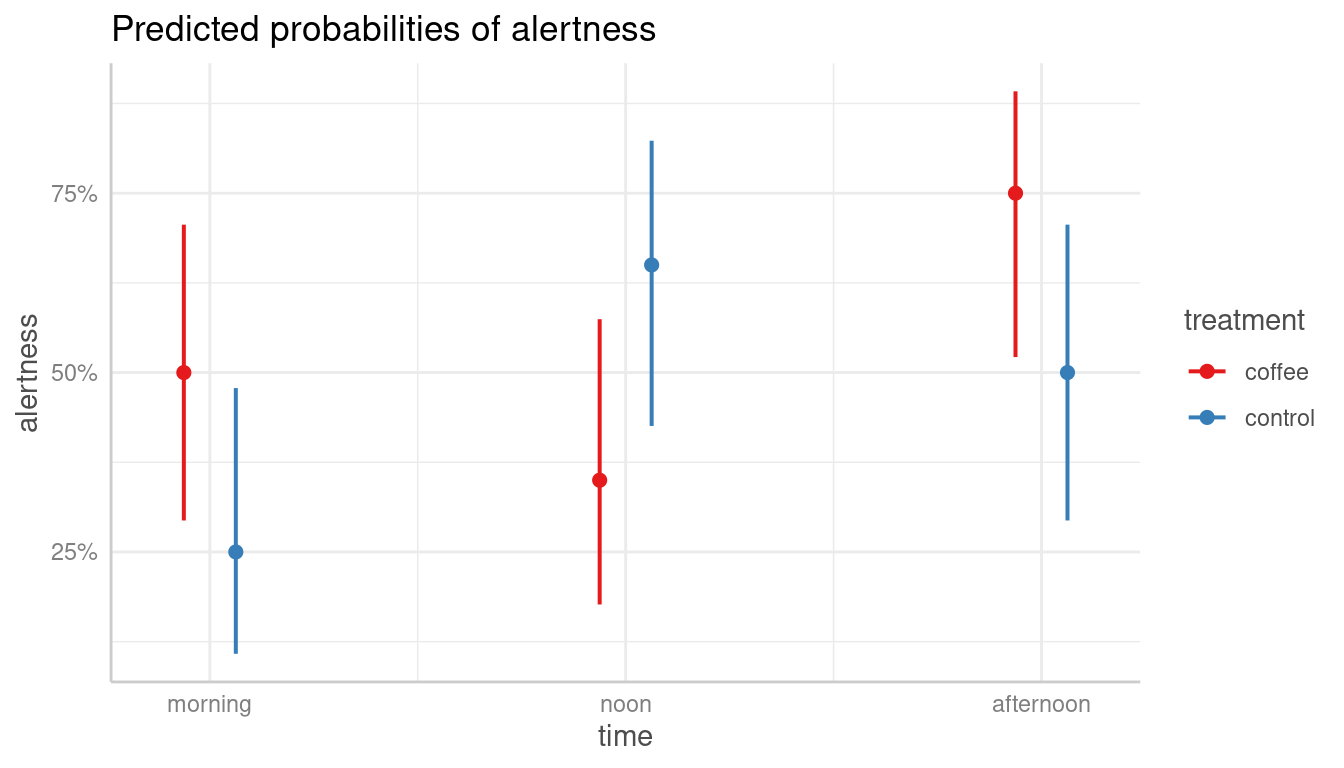 Predicted probabilities of alertness
75%
50%
25%
alertness
morning
noon
afternoon
time
treatment
coffee
control